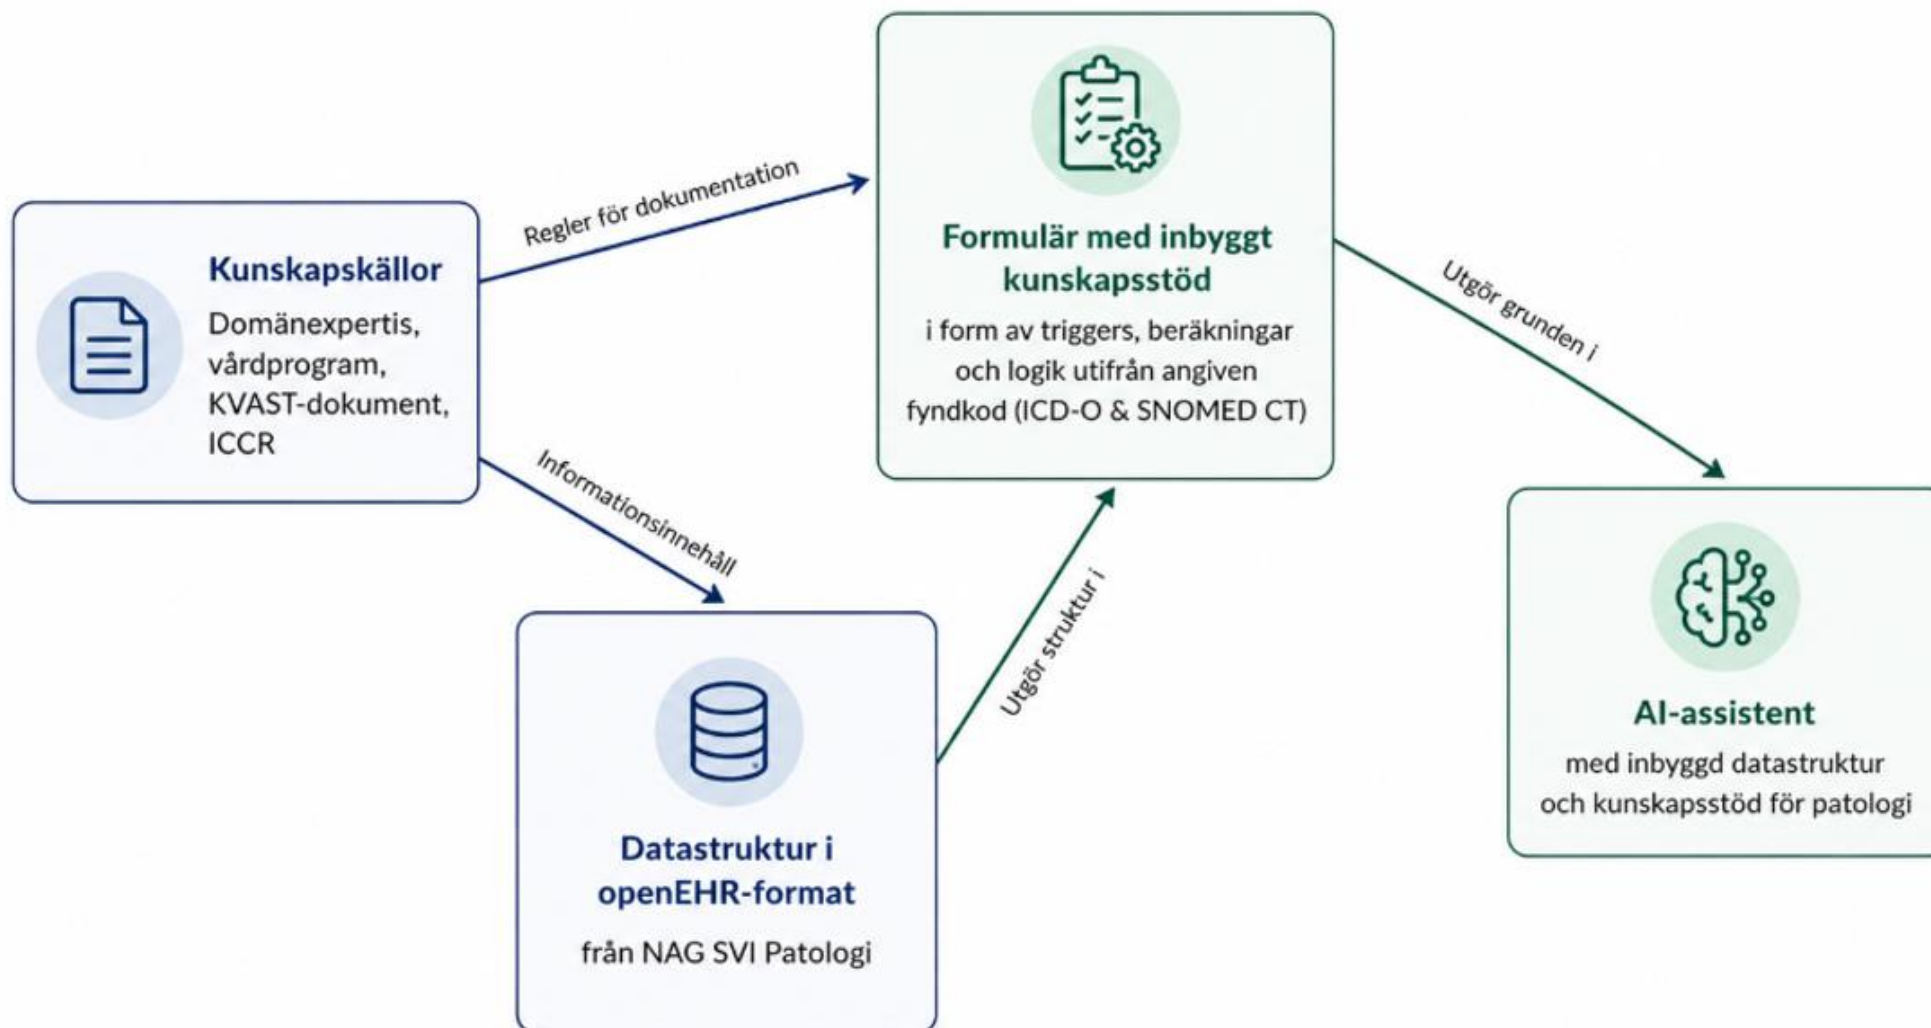 Kunskapskällor
Domänexpertis,
vårdprogram,
KVAST-dokument,
ICCR
Regler för dokumentation
Informationsinnehåll
Formulär med inbyggt
kunskapsstöd
i form av triggers, beräkningar
och logik utifrån angiven
fyndkod (ICD-O & SNOMED CT)
Datastruktur i
openEHR-format
från NAG SVI Patologi
Utgör struktur i
Utgör grunden i
AI-assistent
med inbyggd datastruktur
och kunskapsstöd för patologi